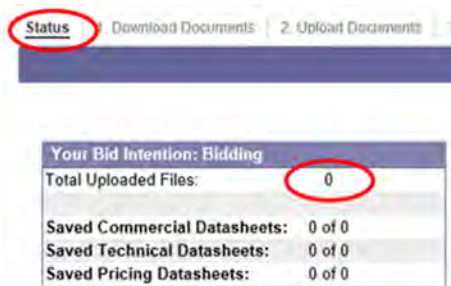 Status 1. Download Documents 2. Upload Documents
Your Bid Intention: Bidding
Total Uploaded Files: 0
Saved Commercial Datasheets: 0 of 0
Saved Technical Datasheets: 0 of 0
Saved Pricing Datasheets: 0 of 0